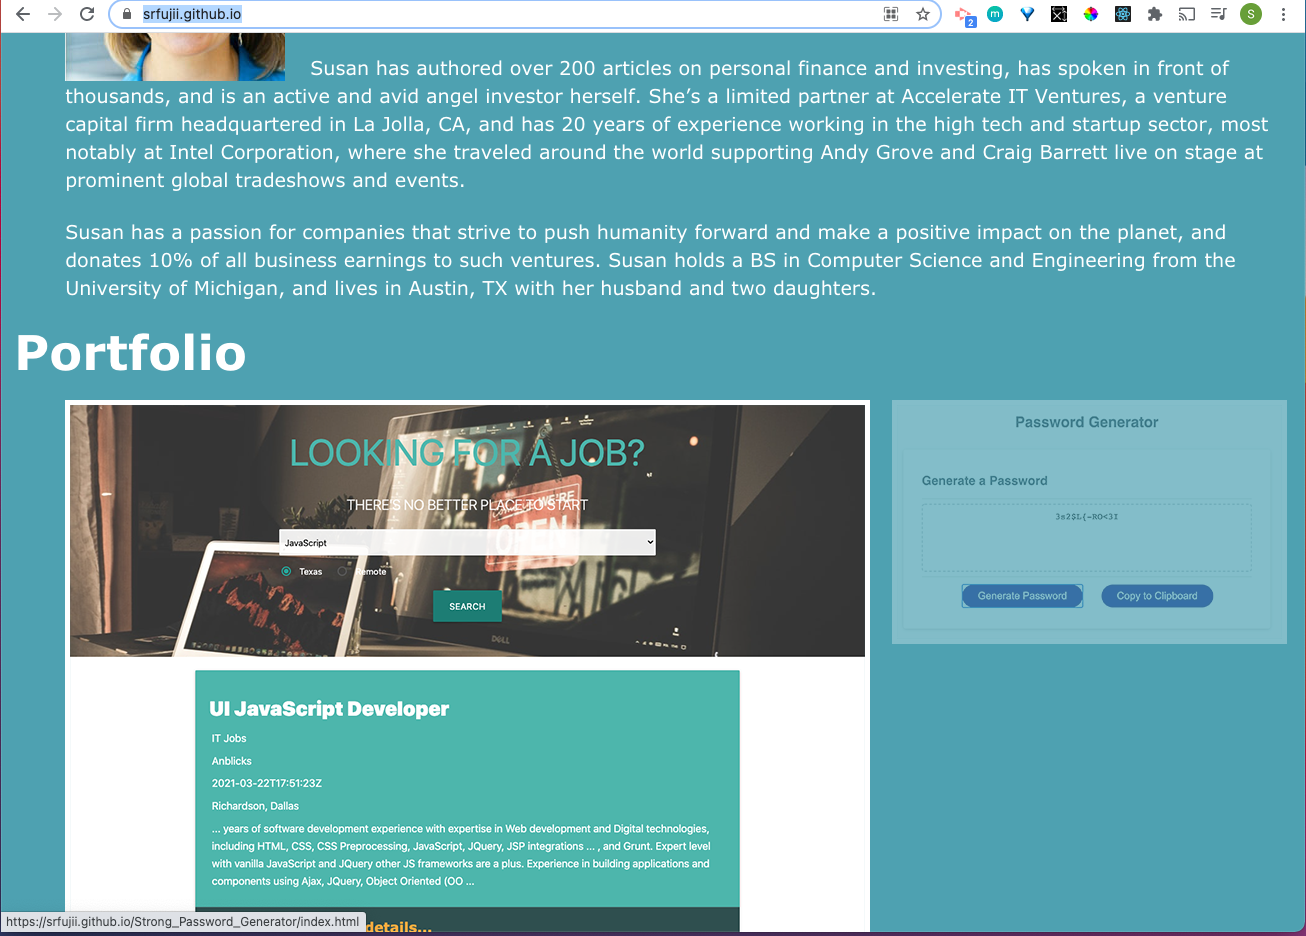 srfujii.github.io
2
m
S
Susan has authored over 200 articles on personal finance and investing, has spoken in front of
thousands, and is an active and avid angel investor herself. She’s a limited partner at Accelerate IT Ventures, a venture
capital firm headquartered in La Jolla, CA, and has 20 years of experience working in the high tech and startup sector, most
notably at Intel Corporation, where she traveled around the world supporting Andy Grove and Craig Barrett live on stage at
prominent global tradeshows and events.
Susan has a passion for companies that strive to push humanity forward and make a positive impact on the planet, and
donates 10% of all business earnings to such ventures. Susan holds a BS in Computer Science and Engineering from the
University of Michigan, and lives in Austin, TX with her husband and two daughters.
Portfolio
LOOKING FOR A JOB?
THERE'S NO BETTER PLACE TO START
WE'RE
OPEN
JavaScript
Texas
Remote
SEARCH
DELL
UI JavaScript Developer
IT Jobs
Anblicks
2021-03-22T17:51:23Z
Richardson, Dallas
... years of software development experience with expertise in Web development and Digital technologies,
including HTML, CSS, CSS Preprocessing, JavaScript, JQuery, JSP integrations ... , and Grunt. Expert level
with vanilla JavaScript and JQuery other JS frameworks are a plus. Experience in building applications and
components using Ajax, JQuery, Object Oriented (OO ...
details...
Password Generator
Generate a Password
3s2$L{-RO<3I
Generate Password
Copy to Clipboard
https://srfujii.github.io/Strong_Password_Generator/index.html